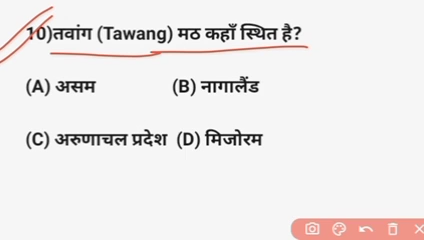 10)तवांग (Tawang) मठ कहाँ स्थित है?
(A) असम (B) नागालैंड
(C) अरुणाचल प्रदेश (D) मिजोरम